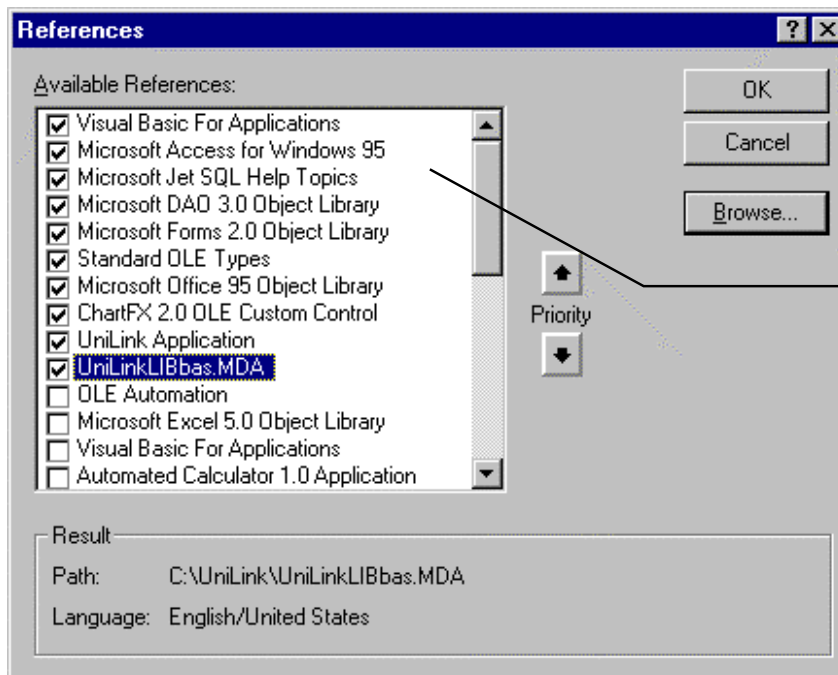 References
Available References:
OK
Visual Basic For Applications
Microsoft Access for Windows 95
Cancel
Microsoft Jet SQL Help Topics
Microsoft DAO 3.0 Object Library
Browse...
Microsoft Forms 2.0 Object Library
Standard OLE Types
Microsoft Office 95 Object Library
ChartFX 2.0 OLE Custom Control
Priority
UniLink Application
UniLinkLIBbas.MDA
OLE Automation
Microsoft Excel 5.0 Object Library
Visual Basic For Applications
Automated Calculator 1.0 Application
Result
Path: C:\UniLink\UniLinkLIBbas.MDA
Language: English/United States